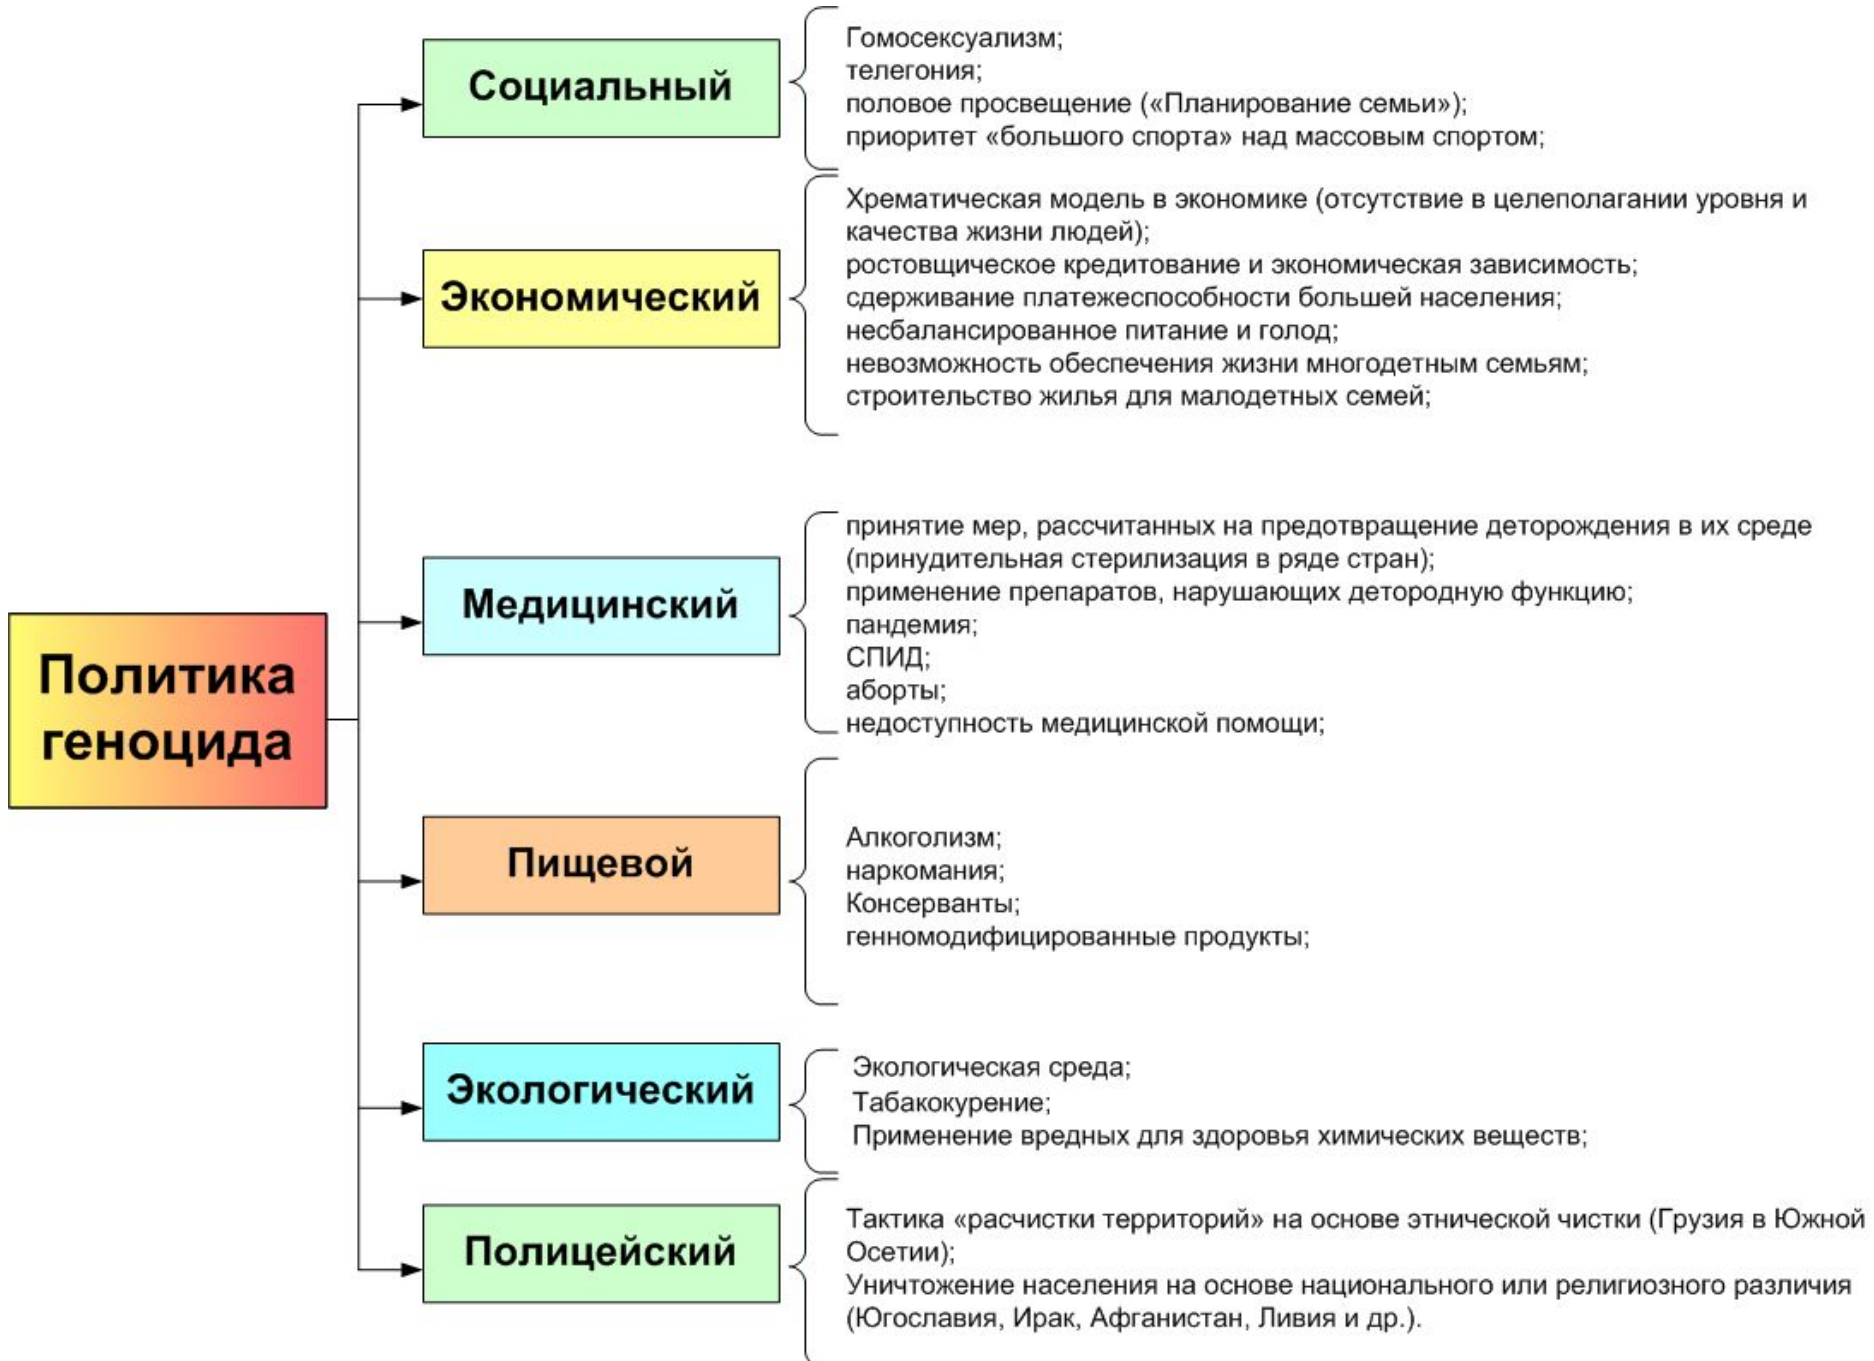 Политика
геноцида
Социальный
Гомосексуализм;
телегония;
половое просвещение («Планирование семьи»);
приоритет «большого спорта» над массовым спортом;
Экономический
Хрематическая модель в экономике (отсутствие в целеполагании уровня и
качества жизни людей);
ростовщическое кредитование и экономическая зависимость;
сдерживание платежеспособности большей населения;
несбалансированное питание и голод;
невозможность обеспечения жизни многодетным семьям;
строительство жилья для малодетных семей;
Медицинский
принятие мер, рассчитанных на предотвращение деторождения в их среде
(принудительная стерилизация в ряде стран);
применение препаратов, нарушающих детородную функцию;
пандемия;
СПИД;
аборты;
недоступность медицинской помощи;
Пищевой
Алкоголизм;
наркомания;
Консерванты;
генномодифицированные продукты;
Экологический
Экологическая среда;
Табакокурение;
Применение вредных для здоровья химических веществ;
Полицейский
Тактика «расчистки территорий» на основе этнической чистки (Грузия в Южной
Осетии);
Уничтожение населения на основе национального или религиозного различия
(Югославия, Ирак, Афганистан, Ливия и др.).